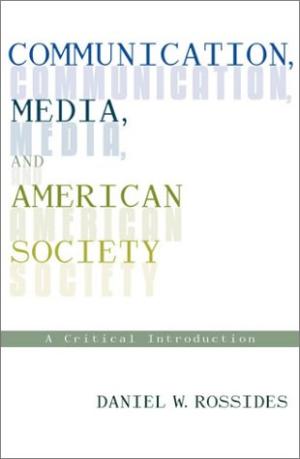 COMMUNICATION,
MEDIA,
AND
AMERICAN
SOCIETY
A Critical Introduction
DANIEL W. ROSSIDES